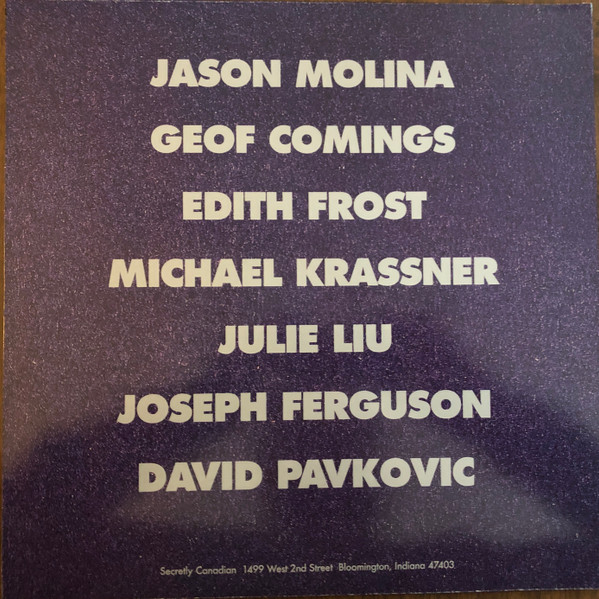 JASON MOLINA
GEOF COMINGS
EDITH FROST
MICHAEL KRASSNER
JULIE LIU
JOSEPH FERGUSON
DAVID PAVKOVIC
Secretly Canadian 1499 West 2nd Street Bloomington, Indiana 47403